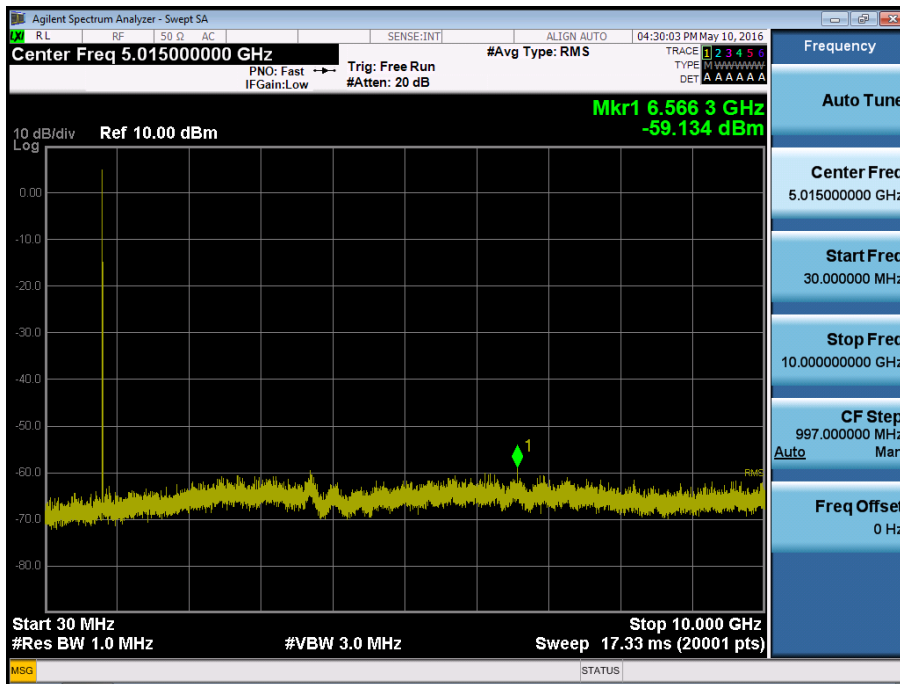 Agilent Spectrum Analyzer - Swept SA
LXI RL RF 50 Ω AC SENSE:INT ALIGN AUTO 04:30:03 PM May 10, 2016
Center Freq 5.015000000 GHz
PNO: Fast
IFGain:Low
Trig: Free Run
#Atten: 20 dB
#Avg Type: RMS
TRACE 1 2 3 4 5 6
TYPE M WWWWW
DET A A A A A A
Mkr1 6.566 3 GHz
-59.134 dBm
10 dB/div Ref 10.00 dBm
Log
0.00
-10.0
-20.0
-30.0
-40.0
-50.0
-60.0
-70.0
-80.0
1
RMS
Start 30 MHz Stop 10.000 GHz
#Res BW 1.0 MHz #VBW 3.0 MHz Sweep 17.33 ms (20001 pts)
MSG STATUS
Frequency
Auto Tune
Center Freq
5.015000000 GHz
Start Freq
30.000000 MHz
Stop Freq
10.000000000 GHz
CF Step
997.000000 MHz
Auto Man
Freq Offset
0 Hz